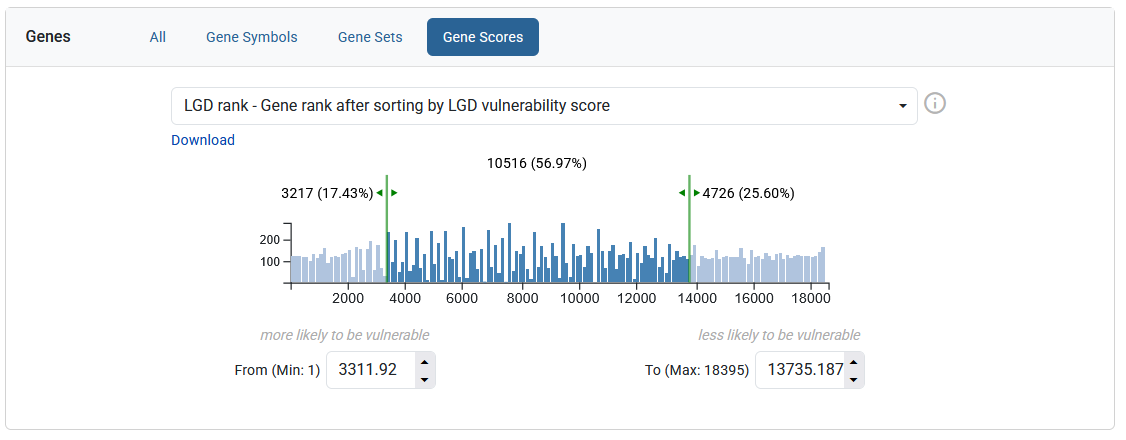 Genes All Gene Symbols Gene Sets Gene Scores
LGD rank - Gene rank after sorting by LGD vulnerability score
Download
10516 (56.97%)
3217 (17.43%) 4726 (25.60%)
200
100
2000 4000 6000 8000 10000 12000 14000 16000 18000
more likely to be vulnerable less likely to be vulnerable
From (Min: 1) 3311.92 To (Max: 18395) 13735.187